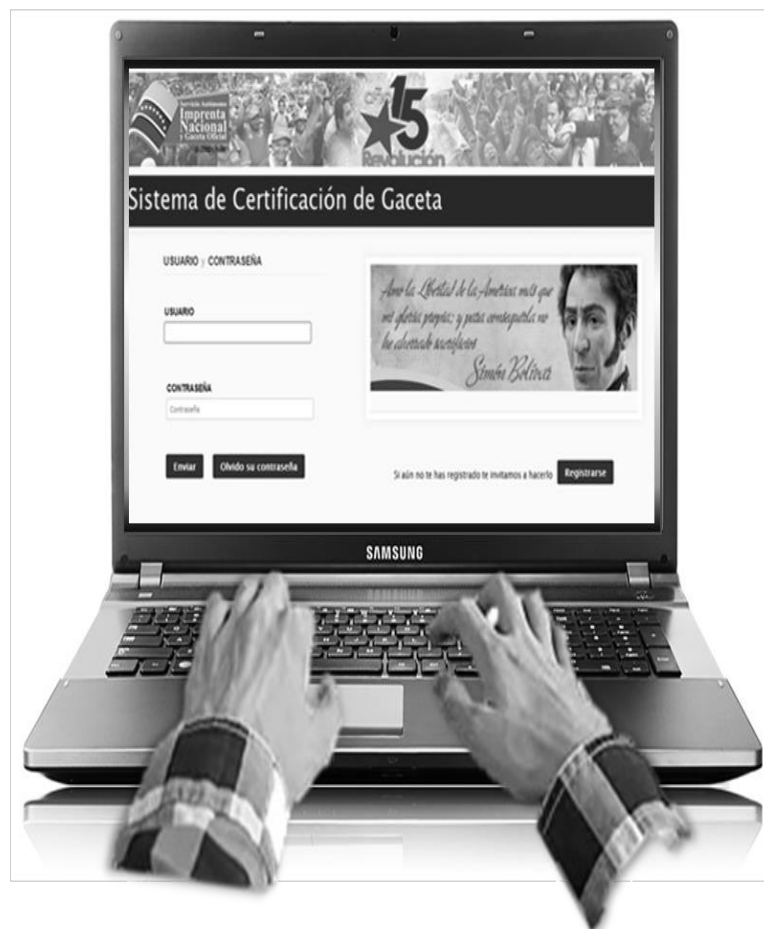 Servicio Autónomo
Imprenta
Nacional
y Gaceta Oficial
15
Revolución
Sistema de Certificación de Gaceta
USUARIO y CONTRASEÑA
USUARIO
CONTRASEÑA
Contraseña
Enviar
Olvido su contraseña
Amo la Libertad de la América más que
mi gloria propia; y para conseguirla no
he ahorrado sacrificios
Simón Bolívar
Si aún no te has registrado te invitamos a hacerlo
Registrarse
SAMSUNG